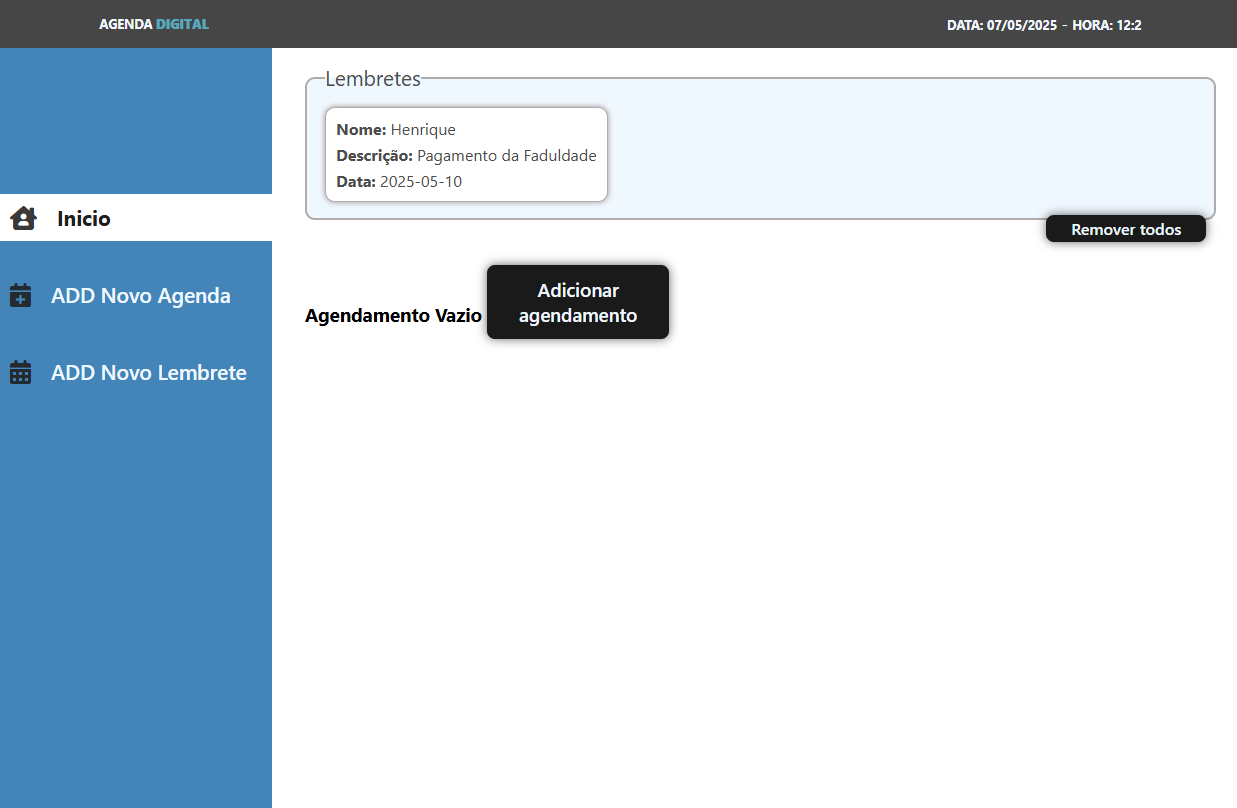 AGENDA DIGITAL
DATA: 07/05/2025 - HORA: 12:2
Inicio
ADD Novo Agenda
ADD Novo Lembrete
Lembretes
Nome: Henrique
Descrição: Pagamento da Faduldade
Data: 2025-05-10
Remover todos
Agendamento Vazio
Adicionar
agendamento